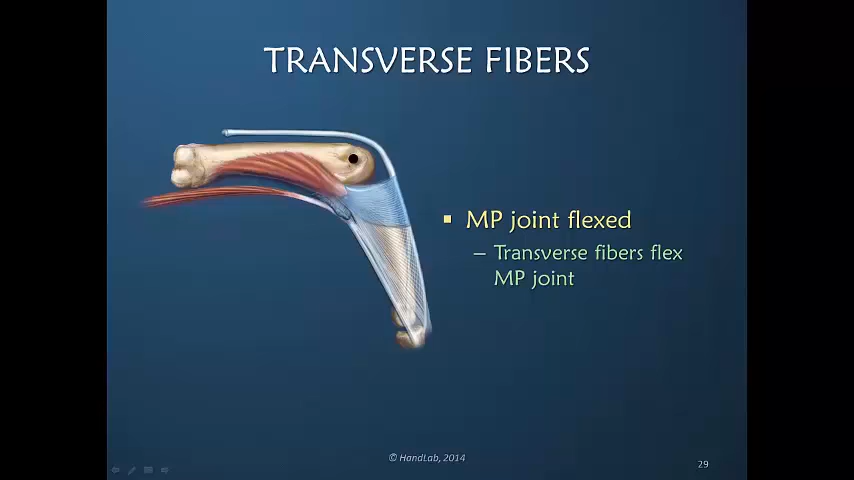 TRANSVERSE FIBERS
▪ MP joint flexed
– Transverse fibers flex
MP joint
© HandLab, 2014
29